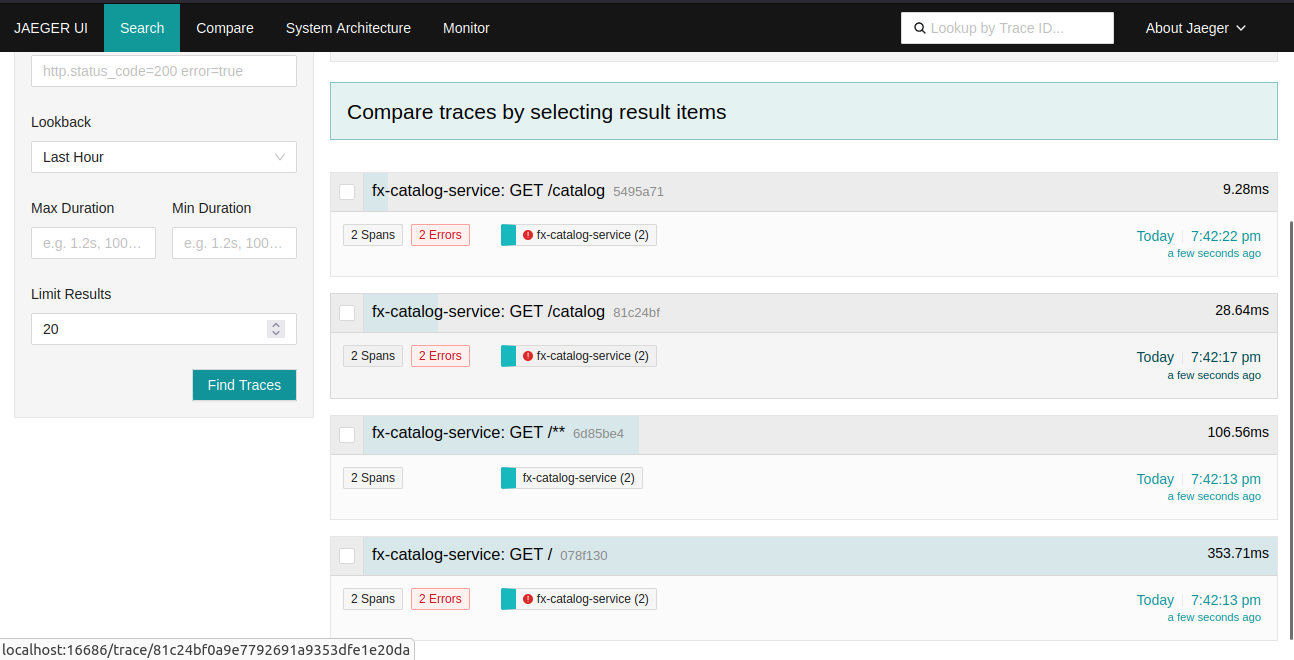 JAEGER UI Search Compare System Architecture Monitor Lookup by Trace ID... About Jaeger
http.status_code=200 error=true
Lookback
Last Hour
Max Duration Min Duration
e.g. 1.2s, 100… e.g. 1.2s, 100…
Limit Results
20
Find Traces
Compare traces by selecting result items
fx-catalog-service: GET /catalog 5495a71 9.28ms
2 Spans 2 Errors fx-catalog-service (2) Today 7:42:22 pm
a few seconds ago
fx-catalog-service: GET /catalog 81c24bf 28.64ms
2 Spans 2 Errors fx-catalog-service (2) Today 7:42:17 pm
a few seconds ago
fx-catalog-service: GET /** 6d85be4 106.56ms
2 Spans fx-catalog-service (2) Today 7:42:13 pm
a few seconds ago
fx-catalog-service: GET / 078f130 353.71ms
2 Spans 2 Errors fx-catalog-service (2) Today 7:42:13 pm
a few seconds ago
localhost:16686/trace/81c24bf0a9e7792691a9353dfe1e20da